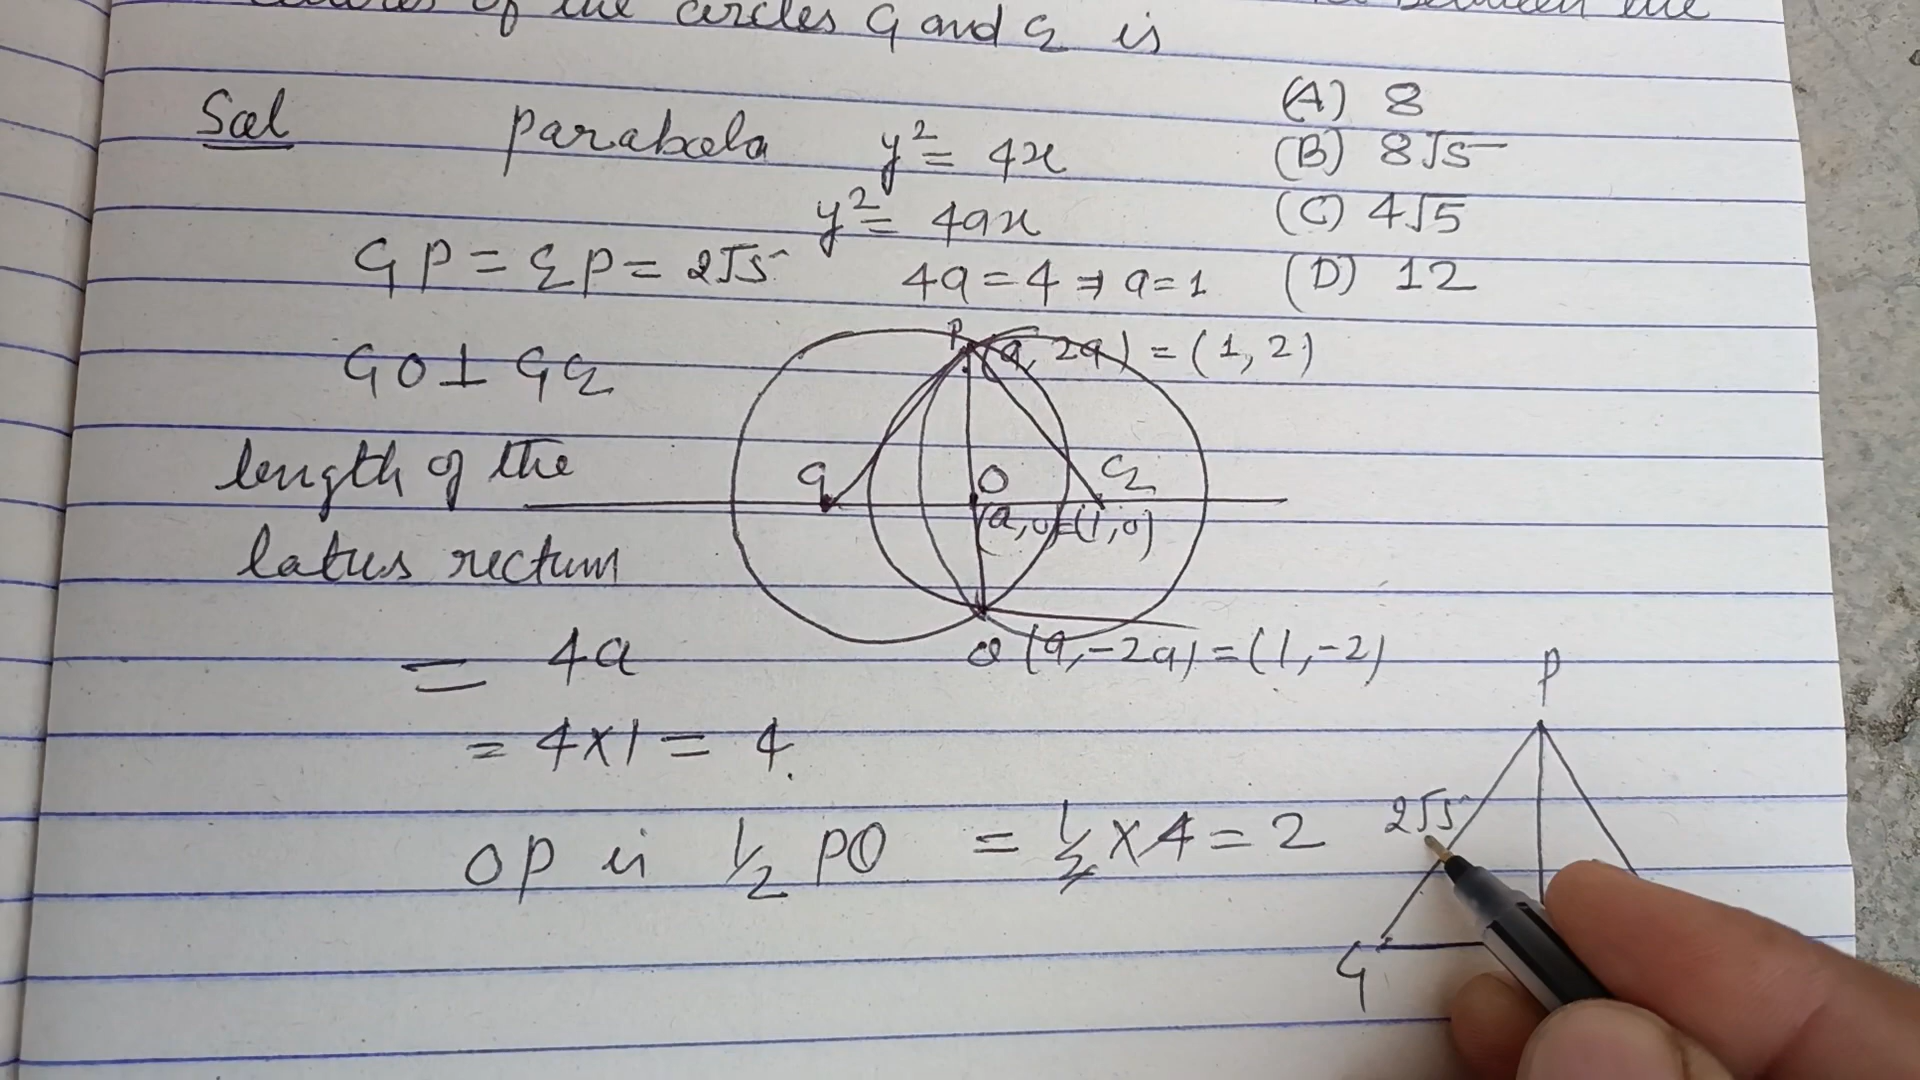 of the circles C1 and C2 is
Sol parabola y² = 4x
(A) 8
(B) 8√5
y² = 4ax
(C) 4√5
C1P = C2P = 2√5
4a = 4 ⇒ a = 1
(D) 12
P (a, 2a) = (1, 2)
C1O ⊥ C1C2
length of the
C1 O C2
(a, 0) = (1, 0)
latus rectum
= 4a
Q (a, -2a) = (1, -2)
P
= 4×1 = 4.
OP is 1/2 PQ = 1/2 × 4 = 2
2√5
C1